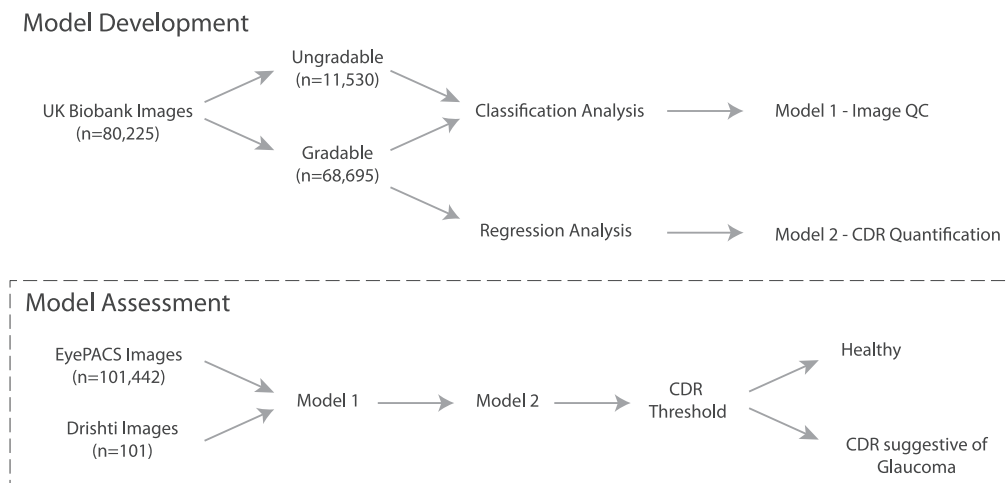 Model Development
Ungradable
(n=11,530)
UK Biobank Images
(n=80,225)
Classification Analysis
Model 1 - Image QC
Gradable
(n=68,695)
Regression Analysis
Model 2 - CDR Quantification
Model Assessment
EyePACS Images
(n=101,442)
Healthy
Model 1
Model 2
CDR
Threshold
Drishti Images
(n=101)
CDR suggestive of
Glaucoma